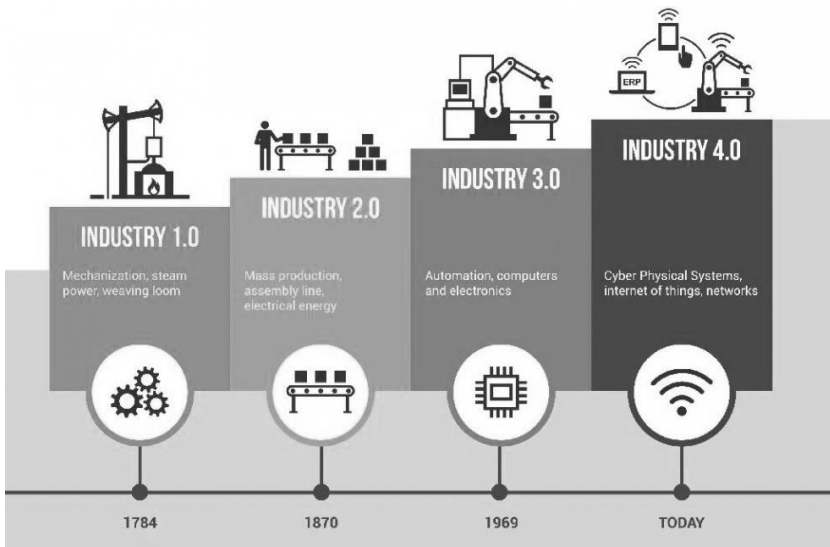 ERP
INDUSTRY 1.0
Mechanization, steam
power, weaving loom
INDUSTRY 2.0
Mass production,
assembly line,
electrical energy
INDUSTRY 3.0
Automation, computers
and electronics
INDUSTRY 4.0
Cyber Physical Systems,
internet of things, networks
1784
1870
1969
TODAY